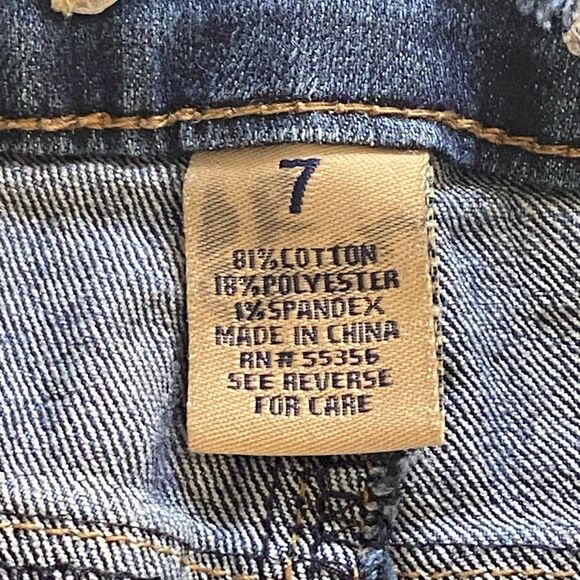 7
81% COTTON
18% POLYESTER
1% SPANDEX
MADE IN CHINA
RN# 55356
SEE REVERSE
FOR CARE